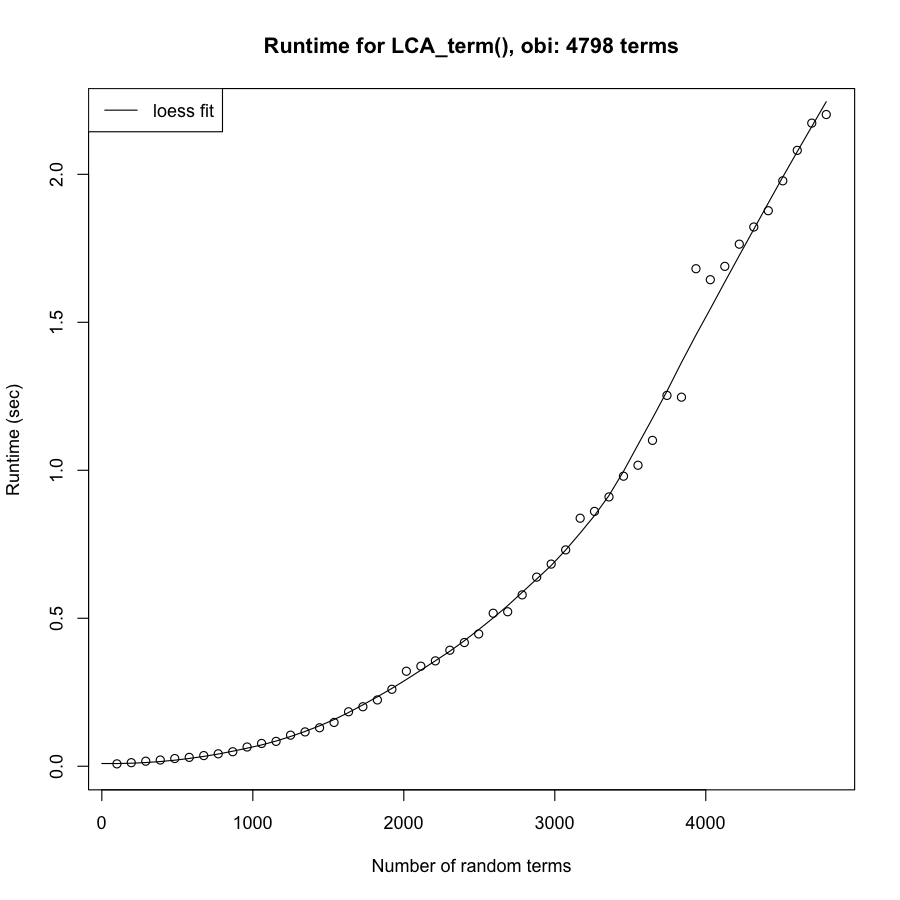 Runtime for LCA_term(), obi: 4798 terms
loess fit
Runtime (sec)
2.0
1.5
1.0
0.5
0.0
0 1000 2000 3000 4000
Number of random terms